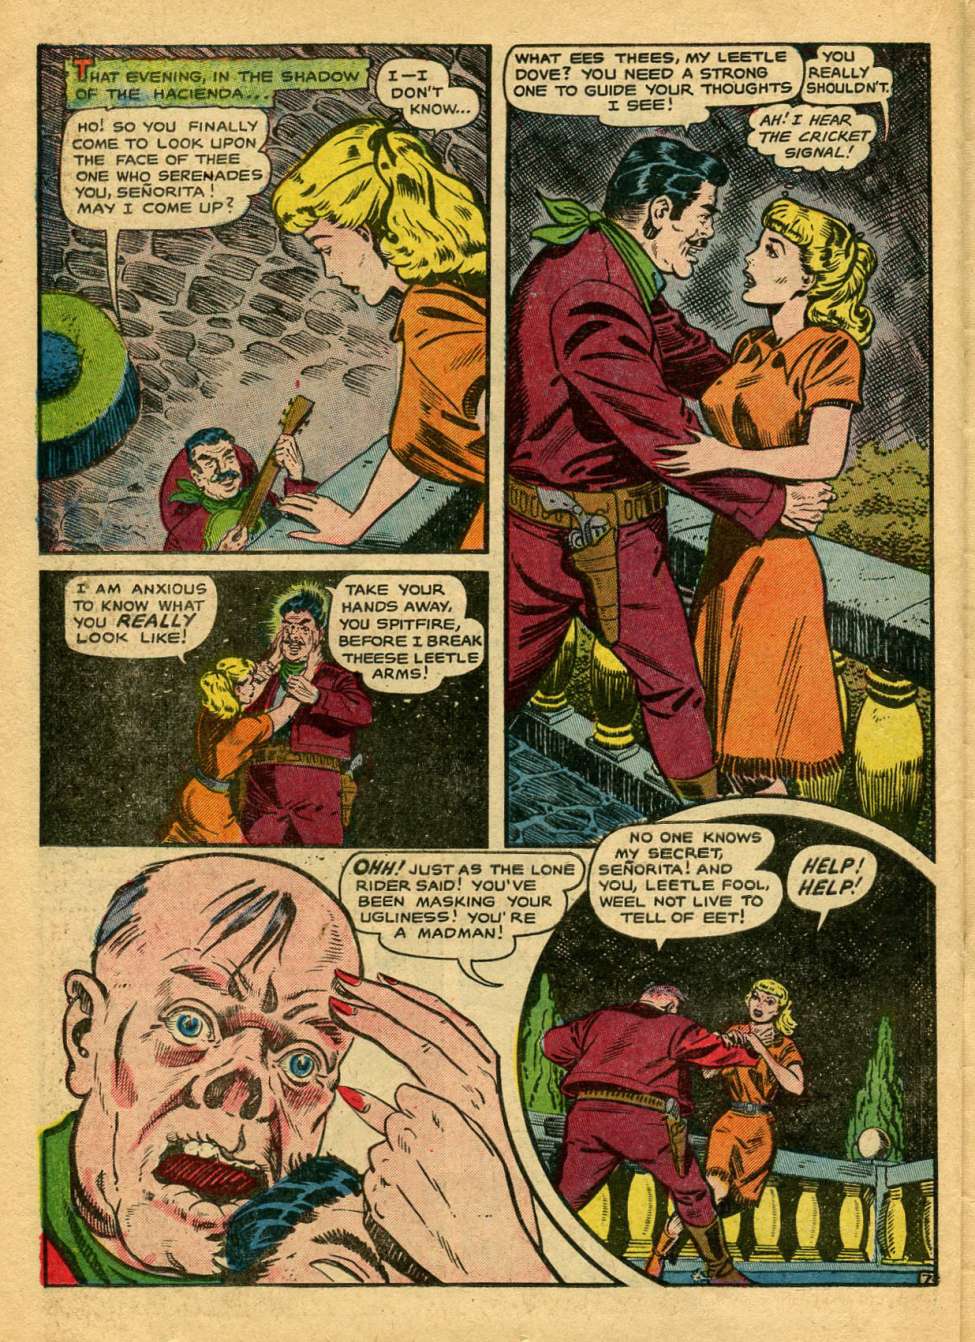 THAT EVENING, IN THE SHADOW
OF THE HACIENDA...
HO! SO YOU FINALLY
COME TO LOOK UPON
THE FACE OF THEE
ONE WHO SERENADES
YOU, SEÑORITA!
MAY I COME UP?
I—I
DON'T
KNOW...
WHAT EES THEES, MY LEETLE
DOVE? YOU NEED A STRONG
ONE TO GUIDE YOUR THOUGHTS
I SEE!
YOU
REALLY
SHOULDN'T.
AH! I HEAR
THE CRICKET
SIGNAL!
I AM ANXIOUS
TO KNOW WHAT
YOU REALLY
LOOK LIKE!
TAKE YOUR
HANDS AWAY,
YOU SPITFIRE,
BEFORE I BREAK
THEESE LEETLE
ARMS!
OHH! JUST AS THE LONE
RIDER SAID! YOU'VE
BEEN MASKING YOUR
UGLINESS! YOU'RE
A MADMAN!
NO ONE KNOWS
MY SECRET,
SEÑORITA! AND
YOU, LEETLE FOOL,
WEEL NOT LIVE TO
TELL OF EET!
HELP!
HELP!
7